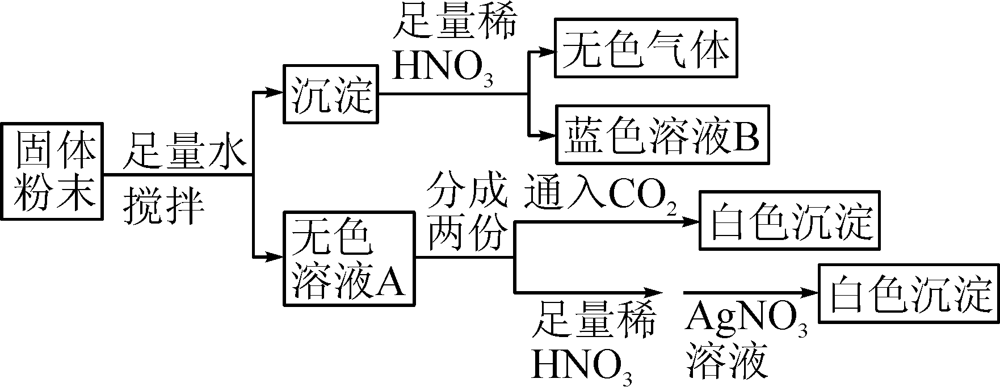 固体
粉末
足量水
搅拌
沉淀
足量稀
HNO₃
无色气体
蓝色溶液B
无色
溶液A
分成
两份
通入CO₂
白色沉淀
足量稀
HNO₃
AgNO₃
溶液
白色沉淀